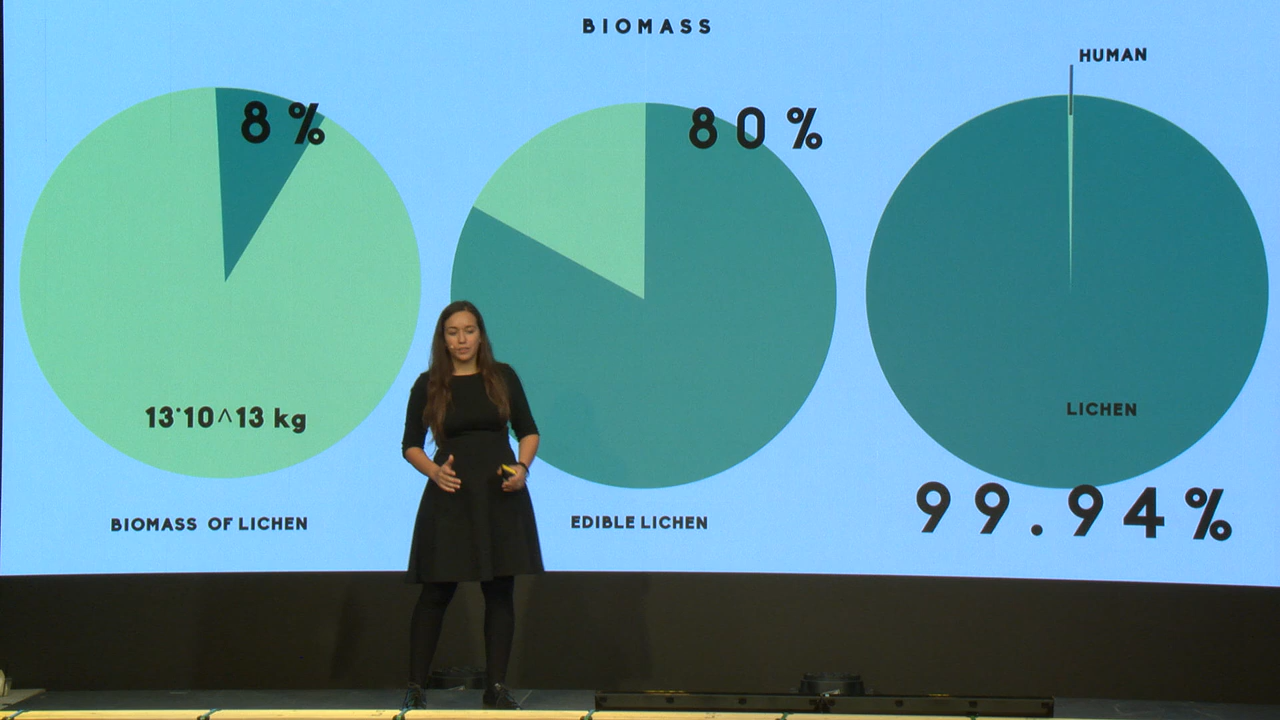 BIOMASS
HUMAN
8 %
80 %
13·10^13 kg
LICHEN
99.94%
BIOMASS OF LICHEN
EDIBLE LICHEN